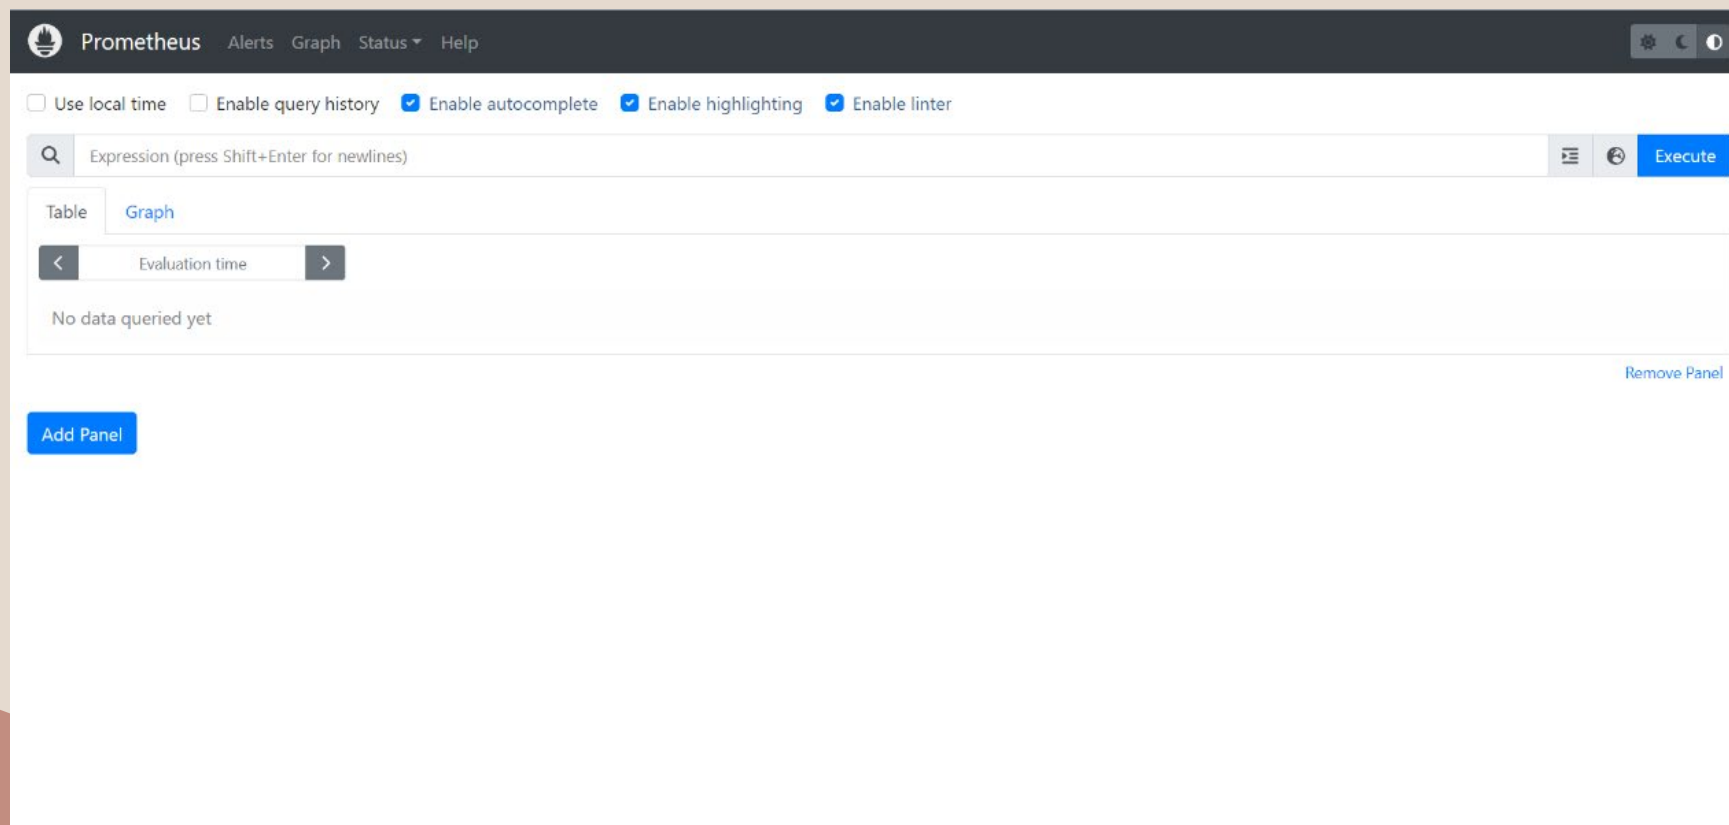 Prometheus Alerts Graph Status Help
Use local time Enable query history Enable autocomplete Enable highlighting Enable linter
Expression (press Shift+Enter for newlines) Execute
Table Graph
Evaluation time
No data queried yet
Remove Panel
Add Panel